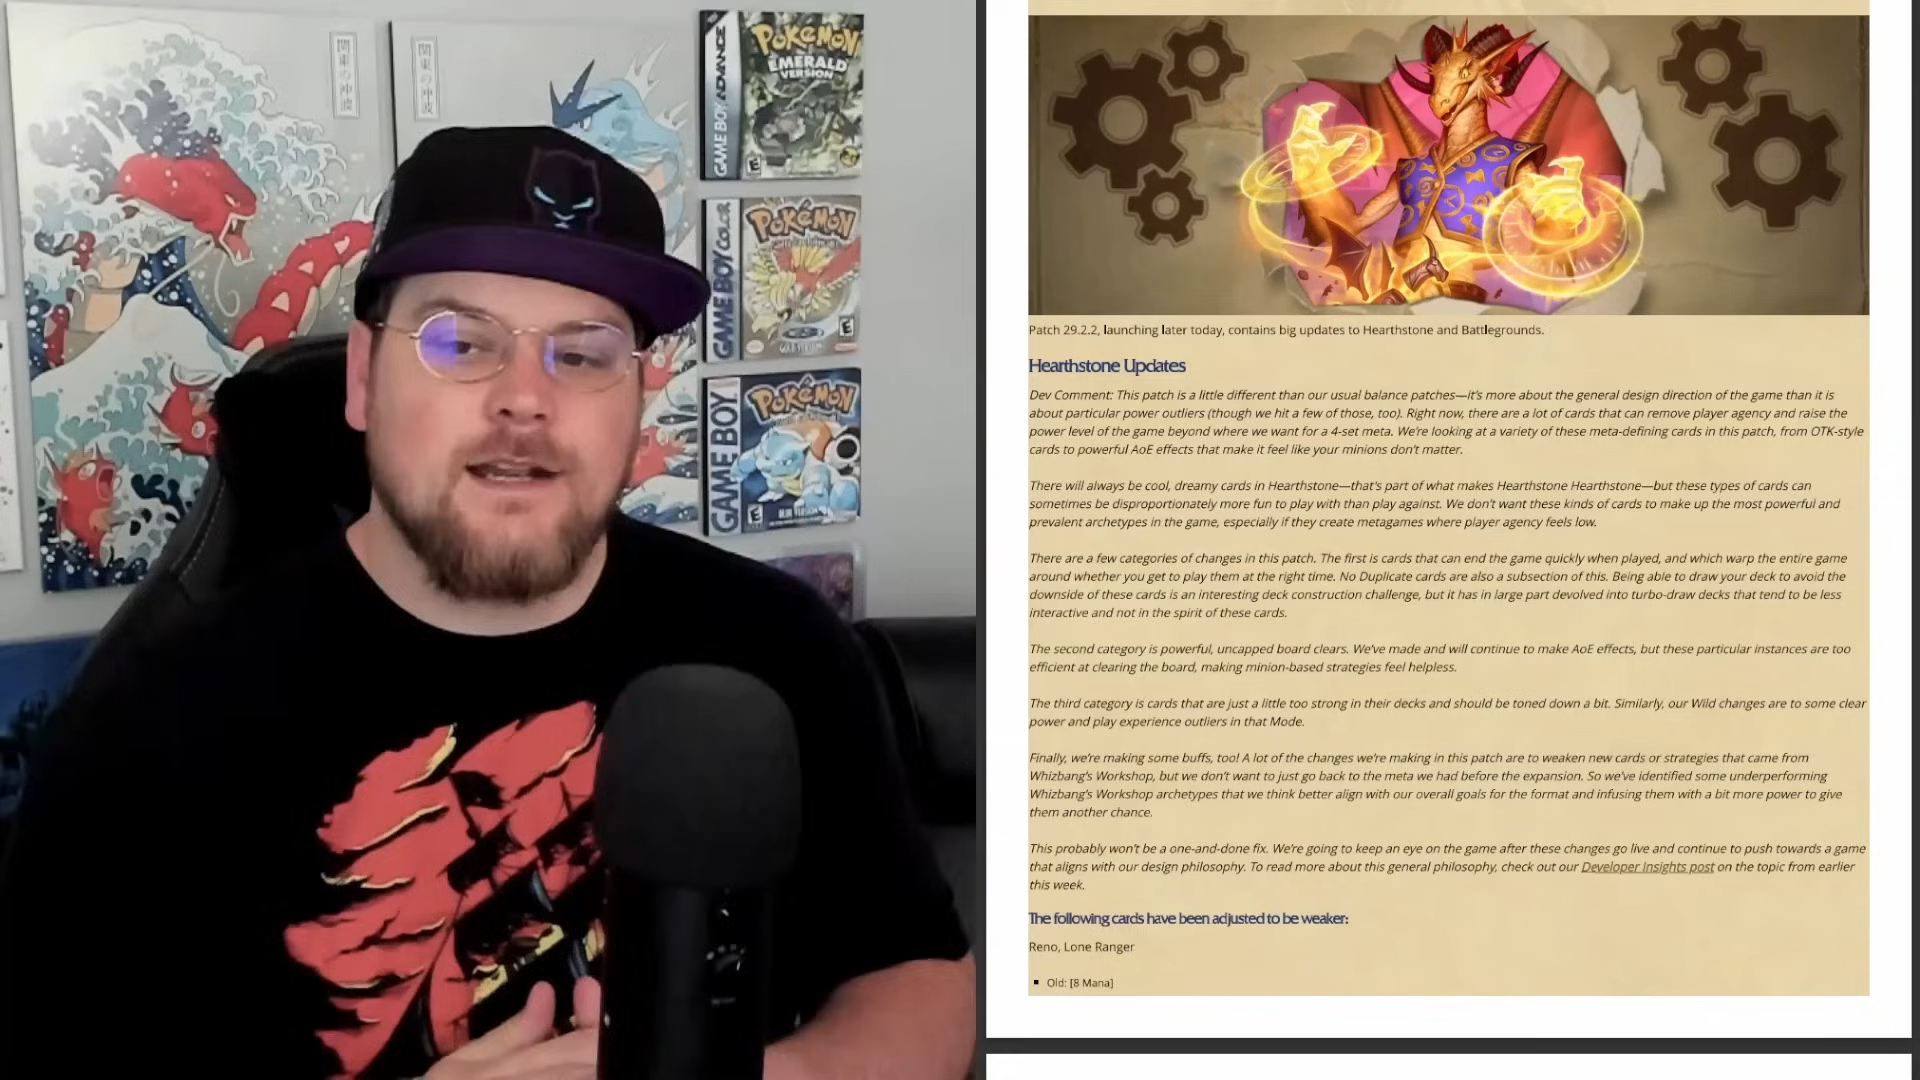 関東の沖波
関東の沖波
GAME BOY ADVANCE
POKéMON
EMERALD
VERSION
E
GAME BOY COLOR
POKéMON
GOLD VERSION
E
GAME BOY
POKéMON
BLUE VERSION
E
Patch 29.2.2, launching later today, contains big updates to Hearthstone and Battlegrounds.
Hearthstone Updates
Dev Comment: This patch is a little different than our usual balance patches—it's more about the general design direction of the game than it is
about particular power outliers (though we hit a few of those, too). Right now, there are a lot of cards that can remove player agency and raise the
power level of the game beyond where we want for a 4-set meta. We're looking at a variety of these meta-defining cards in this patch, from OTK-style
cards to powerful AoE effects that make it feel like your minions don't matter.
There will always be cool, dreamy cards in Hearthstone—that's part of what makes Hearthstone Hearthstone—but these types of cards can
sometimes be disproportionately more fun to play with than play against. We don't want these kinds of cards to make up the most powerful and
prevalent archetypes in the game, especially if they create metagames where player agency feels low.
There are a few categories of changes in this patch. The first is cards that can end the game quickly when played, and which warp the entire game
around whether you get to play them at the right time. No Duplicate cards are also a subsection of this. Being able to draw your deck to avoid the
downside of these cards is an interesting deck construction challenge, but it has in large part devolved into turbo-draw decks that tend to be less
interactive and not in the spirit of these cards.
The second category is powerful, uncapped board clears. We've made and will continue to make AoE effects, but these particular instances are too
efficient at clearing the board, making minion-based strategies feel helpless.
The third category is cards that are just a little too strong in their decks and should be toned down a bit. Similarly, our Wild changes are to some clear
power and play experience outliers in that Mode.
Finally, we're making some buffs, too! A lot of the changes we're making in this patch are to weaken new cards or strategies that came from
Whizbang's Workshop, but we don't want to just go back to the meta we had before the expansion. So we've identified some underperforming
Whizbang's Workshop archetypes that we think better align with our overall goals for the format and infusing them with a bit more power to give
them another chance.
This probably won't be a one-and-done fix. We're going to keep an eye on the game after these changes go live and continue to push towards a game
that aligns with our design philosophy. To read more about this general philosophy, check out our Developer Insights post on the topic from earlier
this week.
The following cards have been adjusted to be weaker:
Reno, Lone Ranger
▪ Old: [8 Mana]